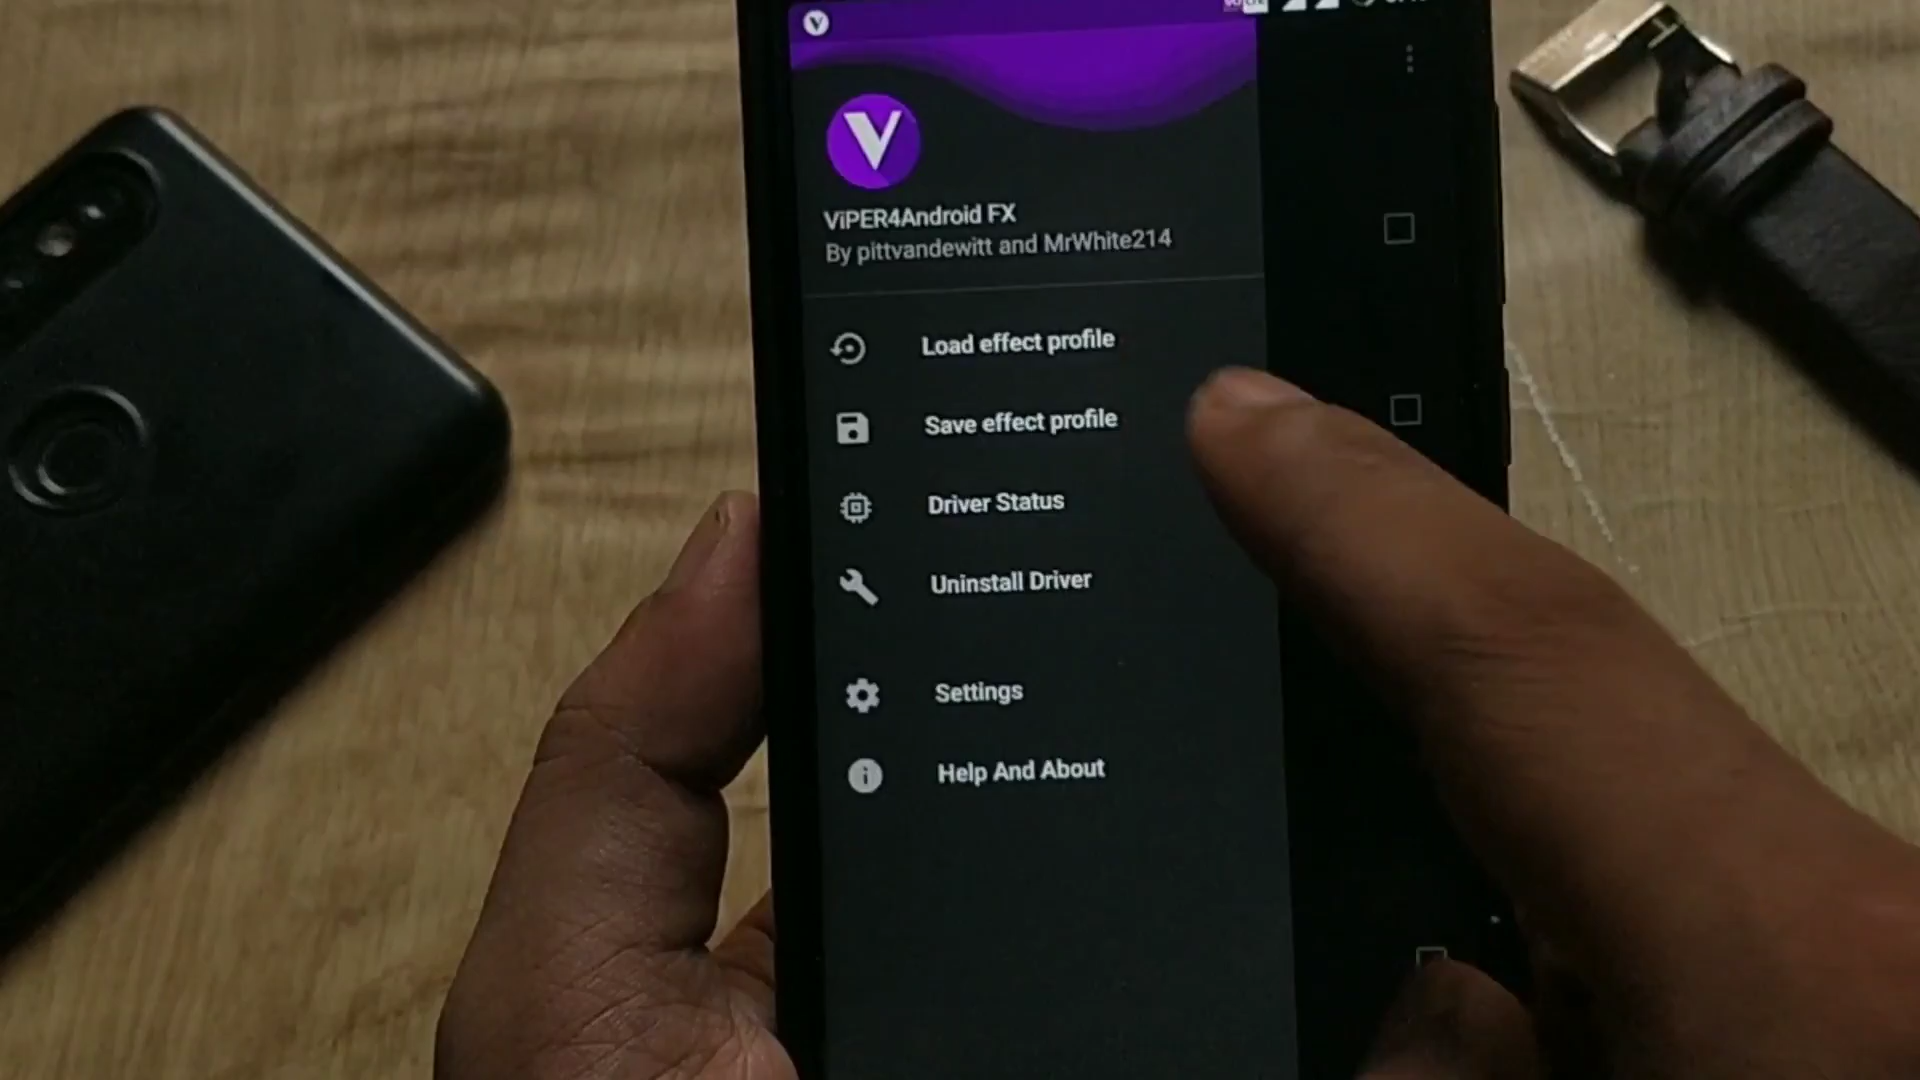 V
V
ViPER4Android FX
By pittvandewitt and MrWhite214
Load effect profile
Save effect profile
Driver Status
Uninstall Driver
Settings
Help And About